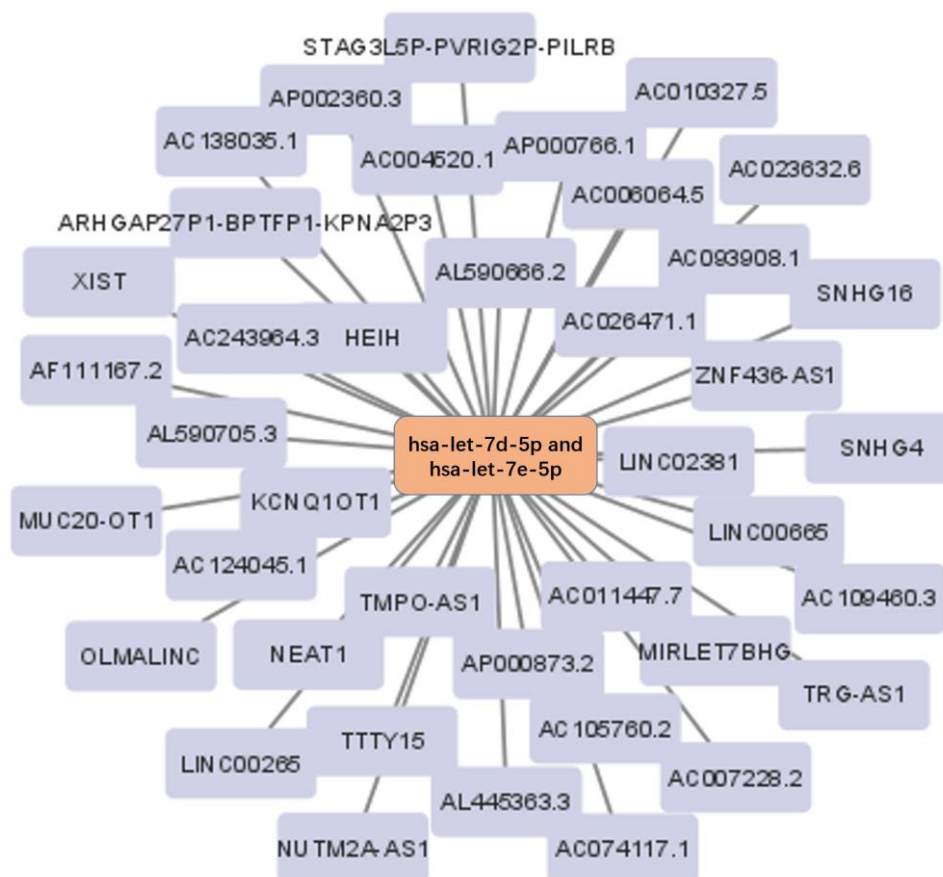 STAG3L5P-PVRIG2P-PILRB
AC010327.5
AP002360.3
AC138035.1
AP000766.1
AC004520.1
AC023632.6
AC006064.5
ARHGAP27P1-BPTFP1-KPNA2P3
AC093908.1
AL590666.2
XIST
SNHG16
AC026471.1
AC243964.3
HEIH
AF111167.2
ZNF436-AS1
AL590705.3
hsa-let-7d-5p and
hsa-let-7e-5p
SNHG4
LINC02381
KCNQ1OT1
MUC20-OT1
LINC00665
AC124045.1
AC011447.7
AC109460.3
TMPO-AS1
OLMALINC
NEAT1
MIRLET7BHG
AP000873.2
TRG-AS1
AC105760.2
TTTY15
LINC00265
AC007228.2
AL445363.3
NUTM2A-AS1
AC074117.1